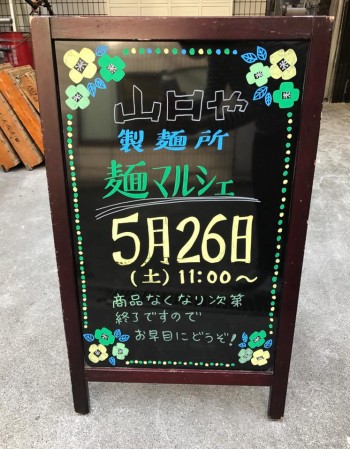 山日や
製麺所
麺マルシェ
5月26日
(土) 11:00〜
商品なくなり次第
終了ですので
お早目にどうぞ!